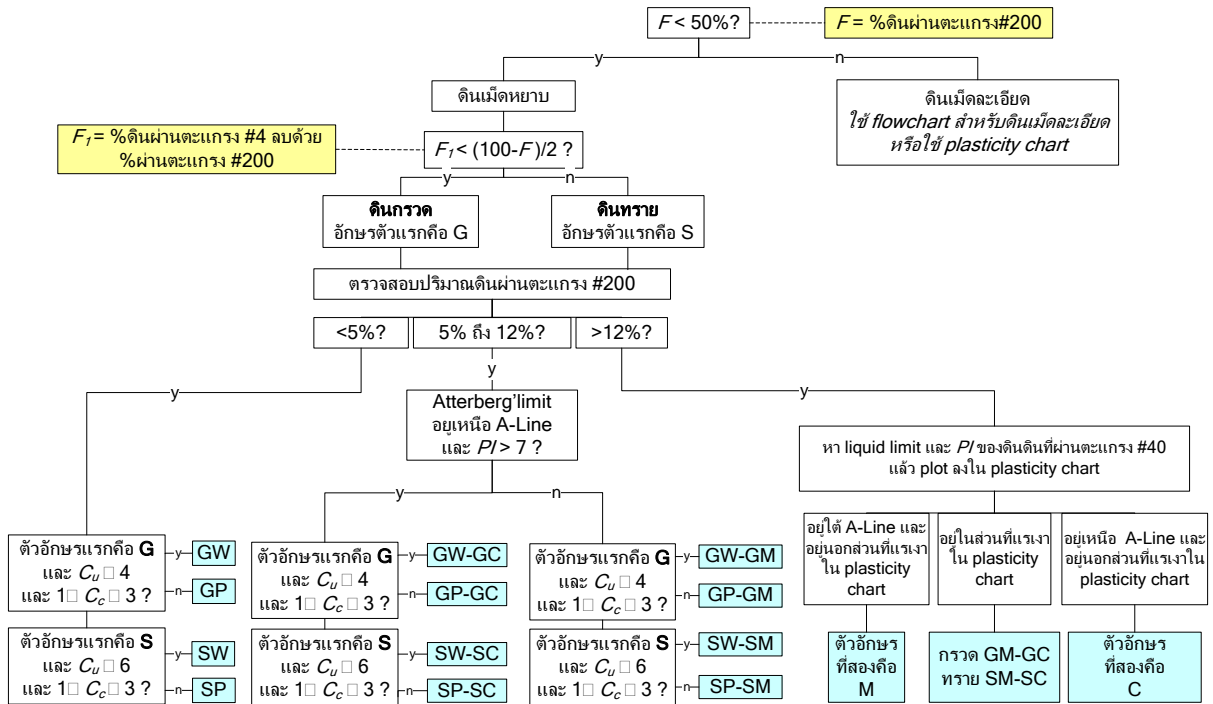 F < 50%?
F = %ดินผ่านตะแกรง#200
y
n
ดินเม็ดหยาบ
ดินเม็ดละเอียด
ใช้ flowchart สำหรับดินเม็ดละเอียด
หรือใช้ plasticity chart
F1 = %ดินผ่านตะแกรง #4 ลบด้วย
%ผ่านตะแกรง #200
F1 < (100-F)/2 ?
y
n
ดินกรวด
อักษรตัวแรกคือ G
ดินทราย
อักษรตัวแรกคือ S
ตรวจสอบปริมาณดินผ่านตะแกรง #200
<5%?
5% ถึง 12%?
>12%?
y
y
y
Atterberg'limit
อยู่เหนือ A-Line
และ PI > 7 ?
หา liquid limit และ PI ของดินดินที่ผ่านตะแกรง #40
แล้ว plot ลงใน plasticity chart
y
n
ตัวอักษรแรกคือ G
และ Cu □ 4
และ 1□ Cc □ 3 ?
y
GW
n
GP
ตัวอักษรแรกคือ S
และ Cu □ 6
และ 1□ Cc □ 3 ?
y
SW
n
SP
ตัวอักษรแรกคือ G
และ Cu □ 4
และ 1□ Cc □ 3 ?
y
GW-GC
n
GP-GC
ตัวอักษรแรกคือ S
และ Cu □ 6
และ 1□ Cc □ 3 ?
y
SW-SC
n
SP-SC
ตัวอักษรแรกคือ G
และ Cu □ 4
และ 1□ Cc □ 3 ?
y
GW-GM
n
GP-GM
ตัวอักษรแรกคือ S
และ Cu □ 6
และ 1□ Cc □ 3 ?
y
SW-SM
n
SP-SM
อยู่ใต้ A-Line และ
อยู่นอกส่วนที่แรเงา
ใน plasticity
chart
อยู่ในส่วนที่แรเงา
ใน plasticity
chart
อยู่เหนือ A-Line และ
อยู่นอกส่วนที่แรเงาใน
plasticity chart
ตัวอักษร
ที่สองคือ
M
กรวด GM-GC
ทราย SM-SC
ตัวอักษร
ที่สองคือ
C